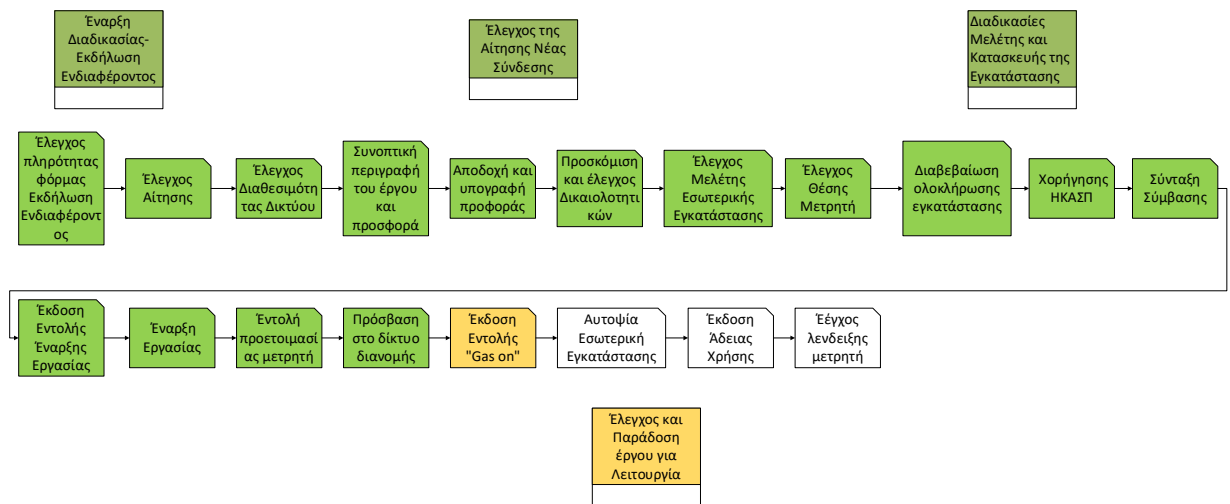 Έναρξη
Διαδικασίας-
Εκδήλωση
Ενδιαφέροντος
Έλεγχος της
Αίτησης Νέας
Σύνδεσης
Διαδικασίες
Μελέτης και
Κατασκευής της
Εγκατάστασης
Έλεγχος
πληρότητας
φόρμας
Εκδήλωση
Ενδιαφέροντ
ος
Έλεγχος
Αίτησης
Έλεγχος
Διαθεσιμότη
τας Δικτύου
Συνοπτική
περιγραφή
του έργου
και
προσφορά
Αποδοχή και
υπογραφή
προφοράς
Προσκόμιση
και έλεγχος
Δικαιολοτητι
κών
Έλεγχος
Μελέτης
Εσωτερικής
Εγκατάστασης
Έλεγχος
Θέσης
Μετρητή
Διαβεβαίωση
ολοκλήρωσης
εγκατάστασης
Χορήγησης
ΗΚΑΣΠ
Σύνταξη
Σύμβασης
Έκδοση
Εντολής
Έναρξης
Εργασίας
Έναρξη
Εργασίας
Έντολή
προετοιμασί
ας μετρητή
Πρόσβαση
στο δίκτυο
διανομής
Έκδοση
Εντολής
"Gas on"
Αυτοψία
Εσωτερική
Εγκατάστασης
Έκδοση
Άδειας
Χρήσης
Έέγχος
λενδειξης
μετρητή
Έλεγχος και
Παράδοση
έργου για
Λειτουργία